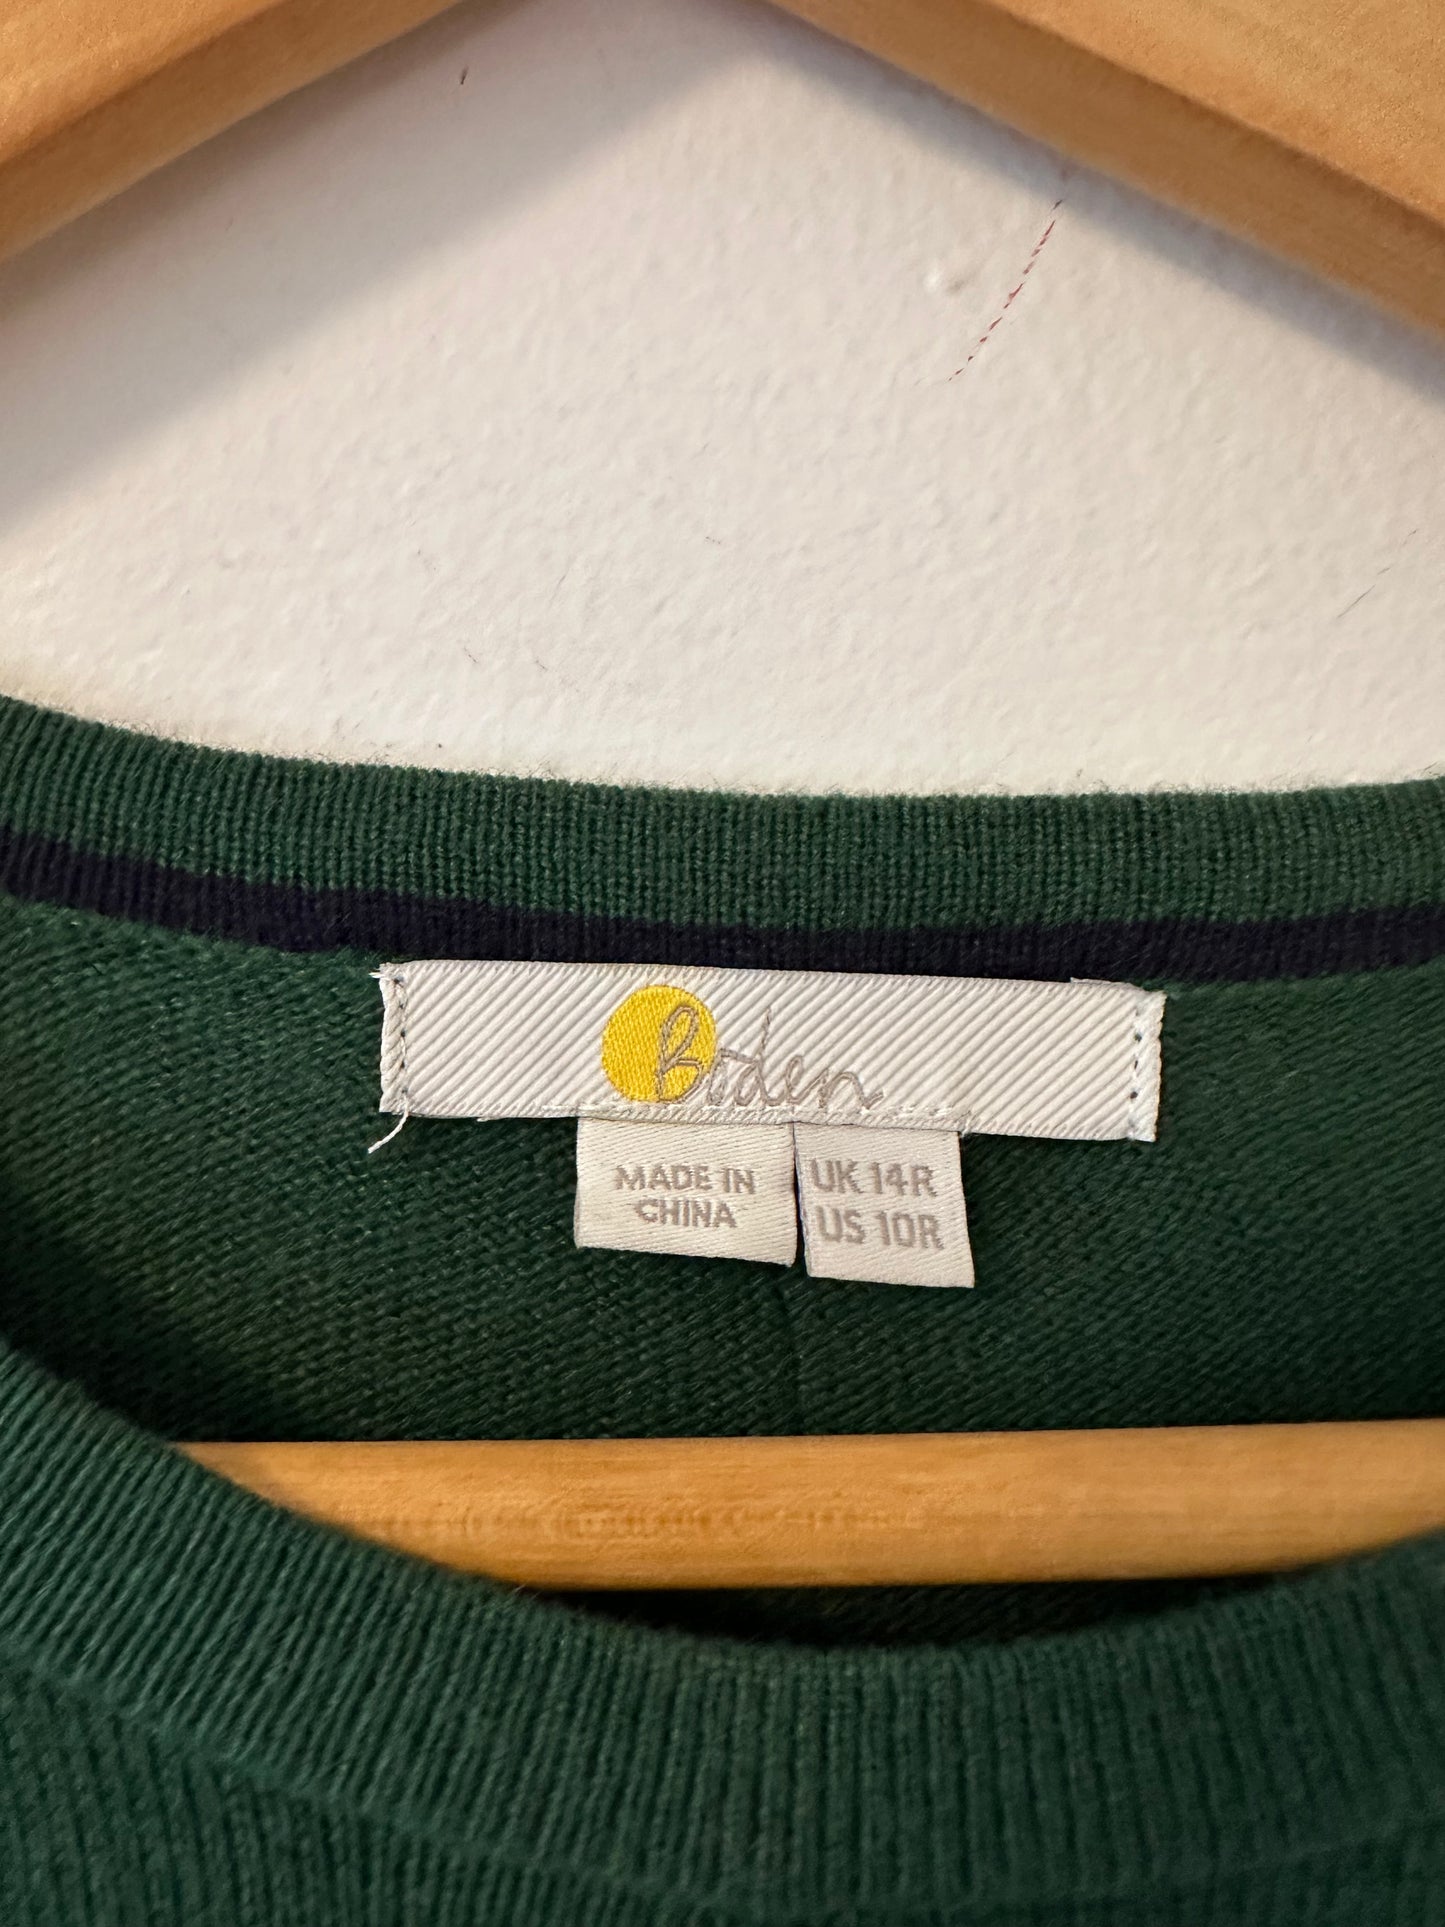 Boden
MADE IN
CHINA
UK 14R
US 10R